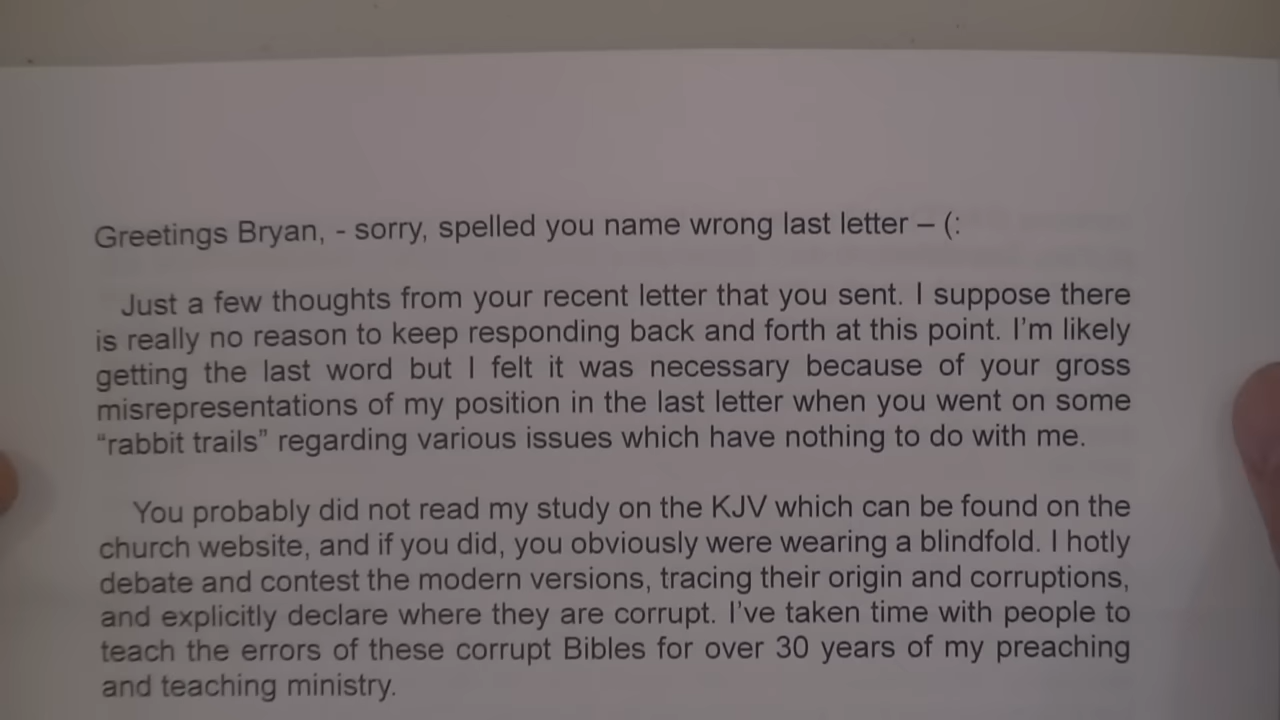 Greetings Bryan, - sorry, spelled you name wrong last letter – (:
Just a few thoughts from your recent letter that you sent. I suppose there
is really no reason to keep responding back and forth at this point. I’m likely
getting the last word but I felt it was necessary because of your gross
misrepresentations of my position in the last letter when you went on some
“rabbit trails” regarding various issues which have nothing to do with me.
You probably did not read my study on the KJV which can be found on the
church website, and if you did, you obviously were wearing a blindfold. I hotly
debate and contest the modern versions, tracing their origin and corruptions,
and explicitly declare where they are corrupt. I’ve taken time with people to
teach the errors of these corrupt Bibles for over 30 years of my preaching
and teaching ministry.